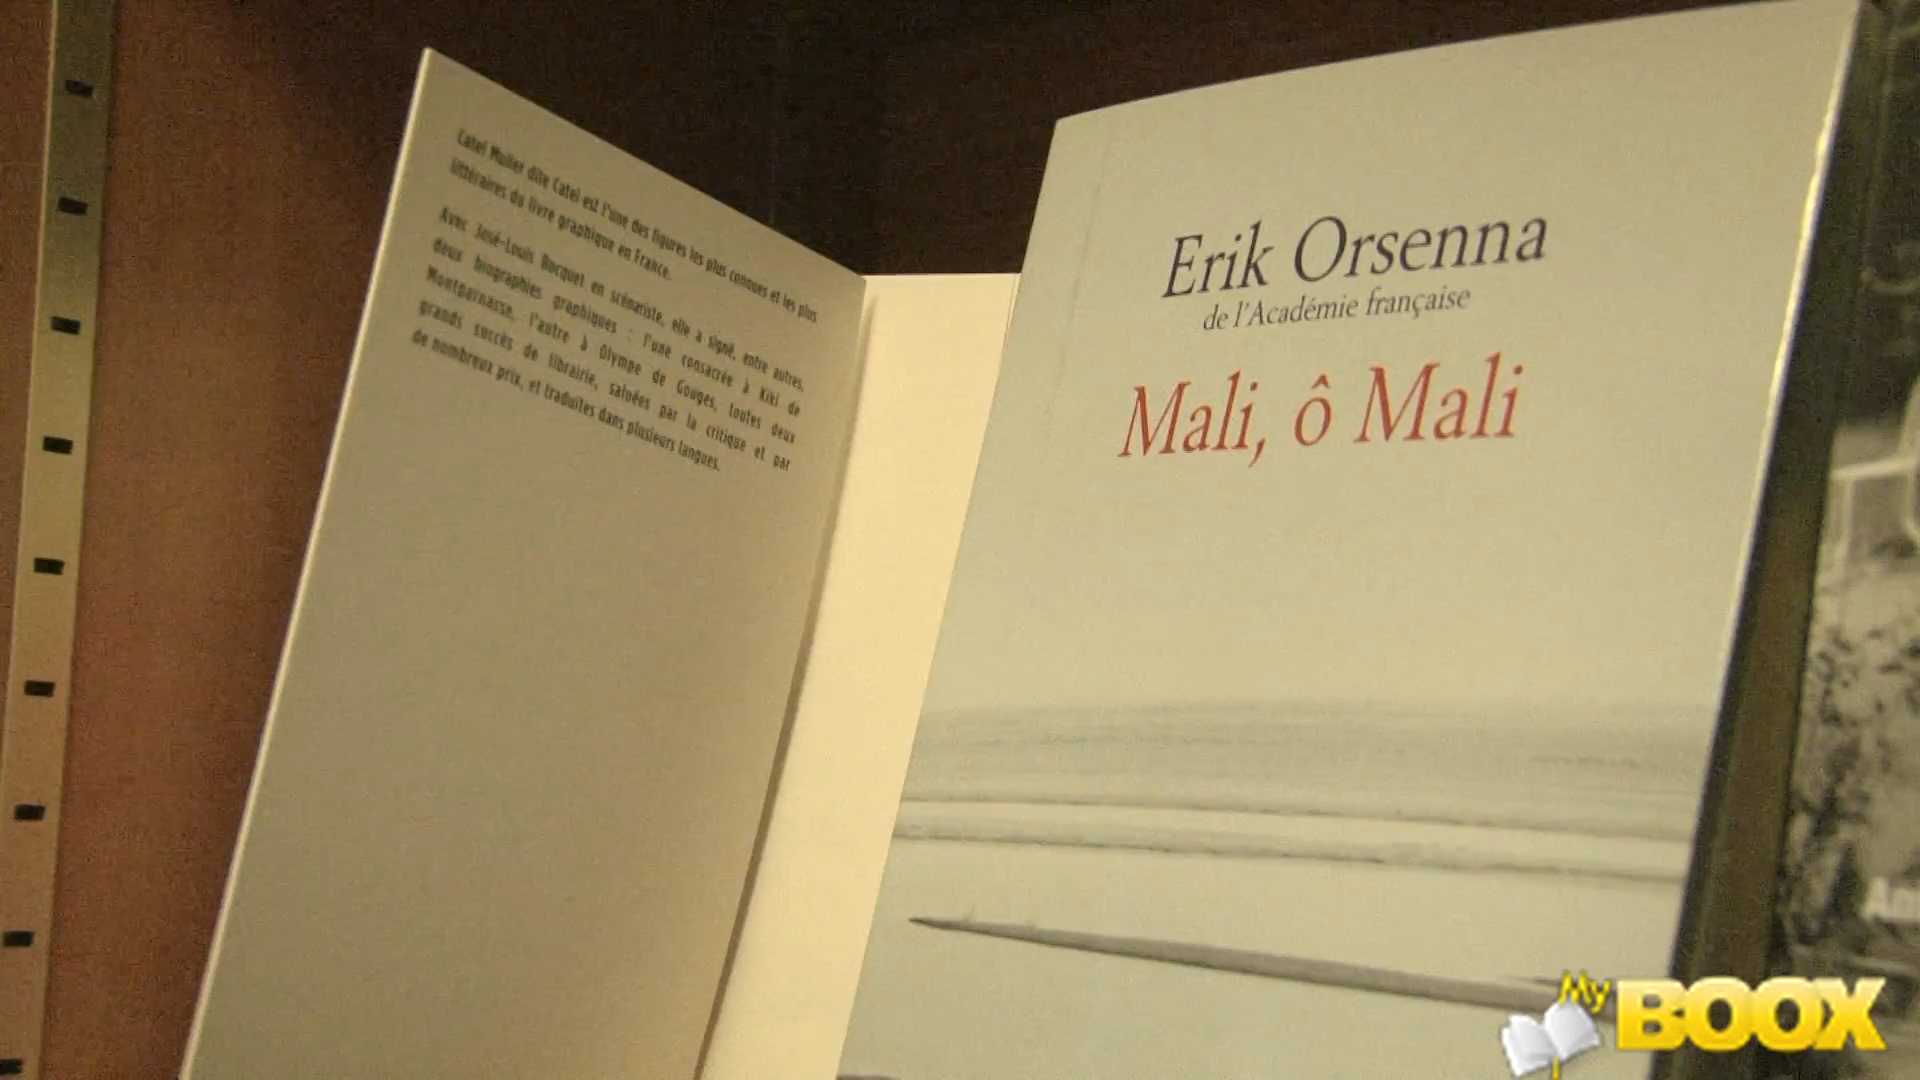 Catel Muller dite Catel est l'une des figures les plus connues et les plus
littéraires du livre graphique en France.
Avec José-Louis Bocquet en scénariste, elle a signé, entre autres,
deux biographies graphiques : l'une consacrée à Kiki de
Montparnasse, l'autre à Olympe de Gouges, toutes deux
grands succès de librairie, saluées par la critique et par
de nombreux prix, et traduites dans plusieurs langues.
Erik Orsenna
de l'Académie française
Mali, ô Mali
My BOOX